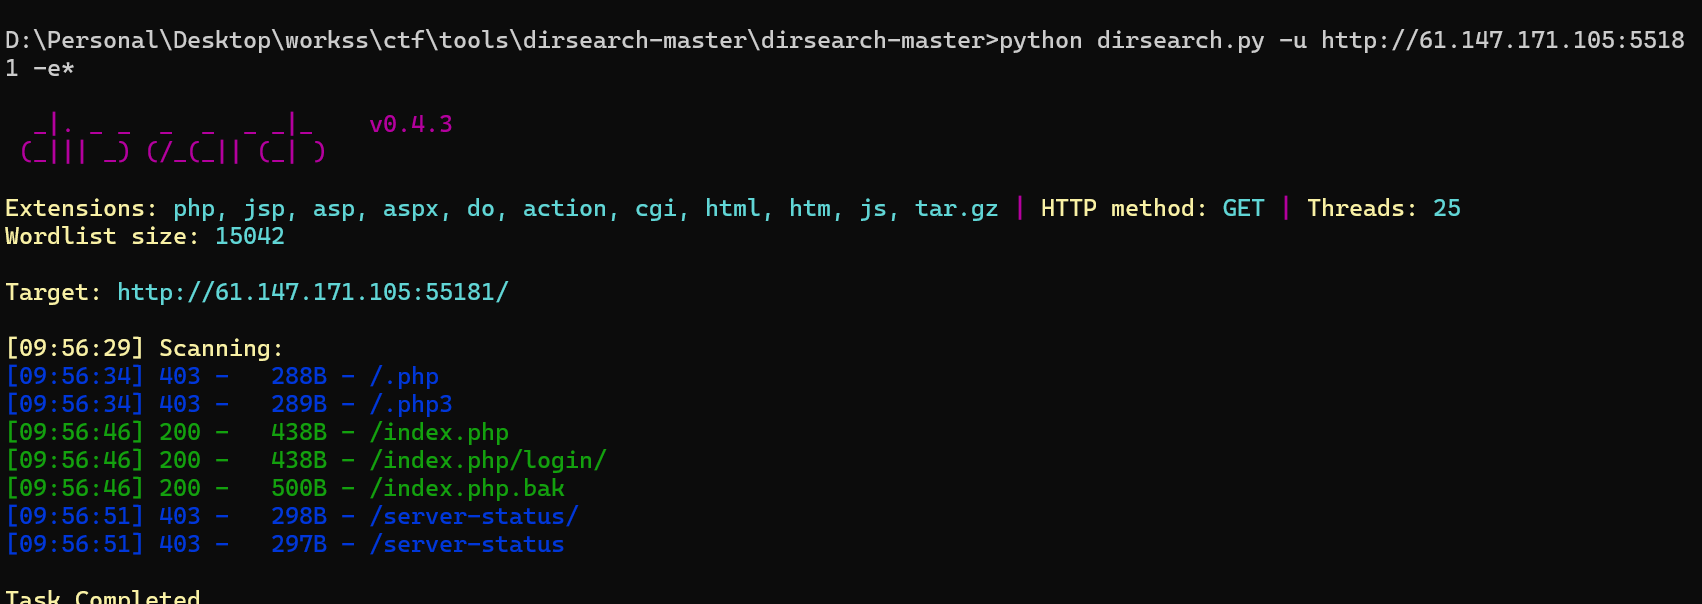 D:\Personal\Desktop\workss\ctf\tools\dirsearch-master\dirsearch-master>python dirsearch.py -u http://61.147.171.105:5518
1 -e*
  _|. _ _  _  _  _ _|_    v0.4.3
 (_||| _) (/_(_|| (_| )
Extensions: php, jsp, asp, aspx, do, action, cgi, html, htm, js, tar.gz | HTTP method: GET | Threads: 25
Wordlist size: 15042
Target: http://61.147.171.105:55181/
[09:56:29] Scanning:
[09:56:34] 403 -   288B - /.php
[09:56:34] 403 -   289B - /.php3
[09:56:46] 200 -   438B - /index.php
[09:56:46] 200 -   438B - /index.php/login/
[09:56:46] 200 -   500B - /index.php.bak
[09:56:51] 403 -   298B - /server-status/
[09:56:51] 403 -   297B - /server-status
Task Completed